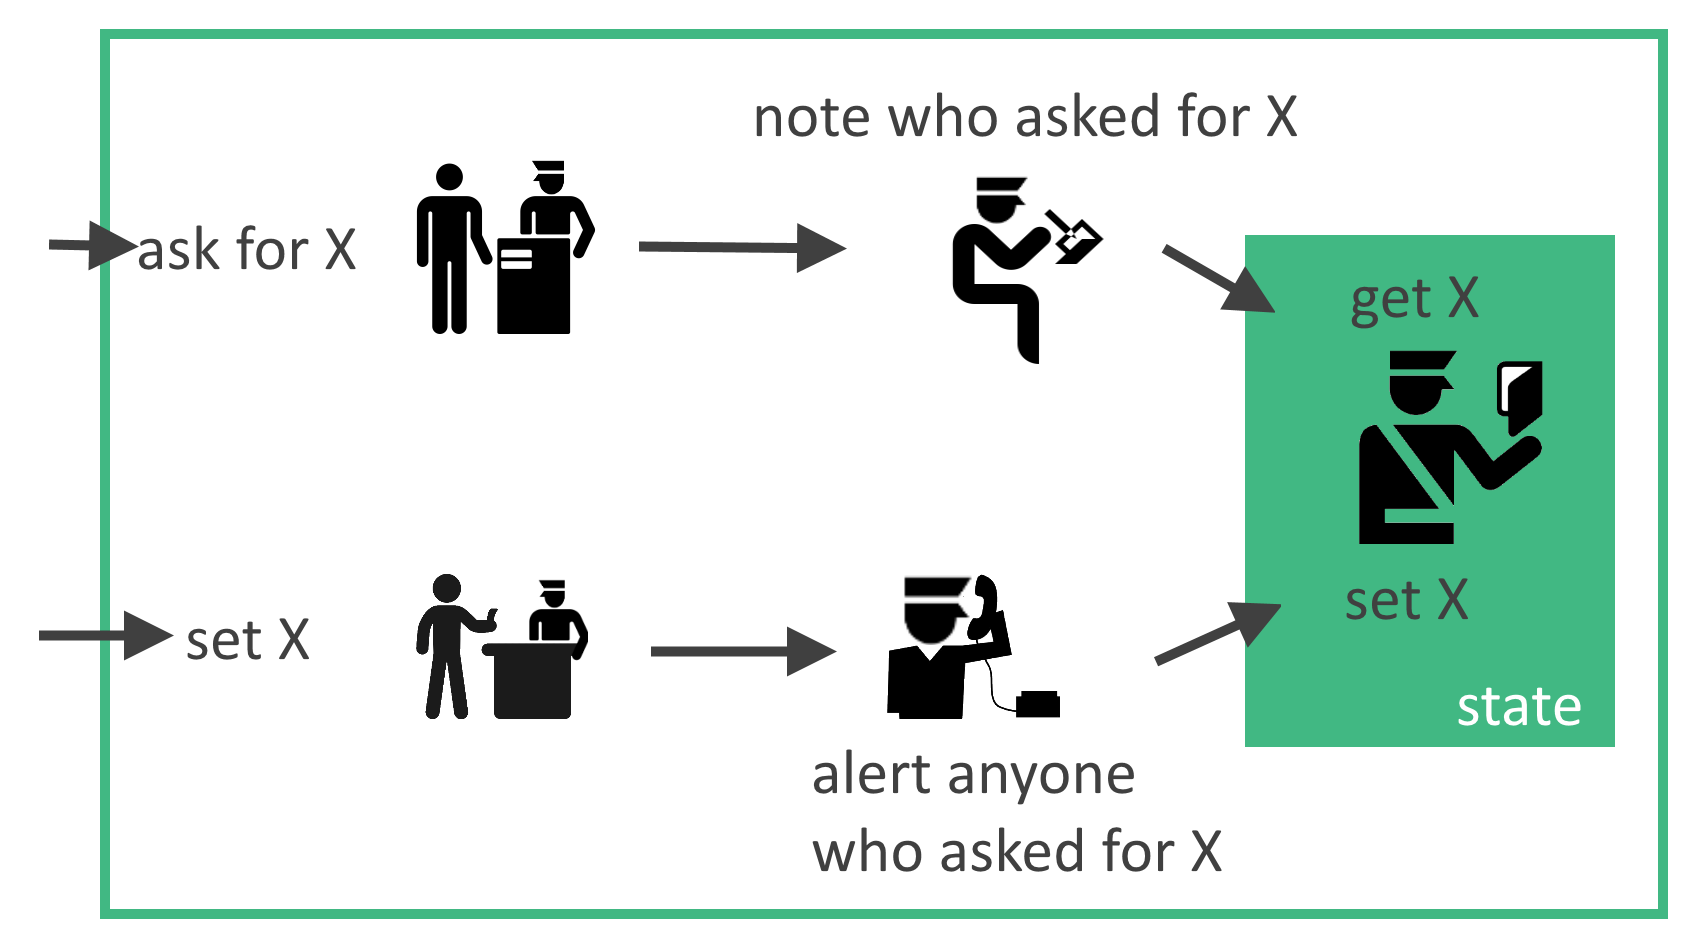 note who asked for X
ask for X
get X
set X
set X
state
alert anyone
who asked for X